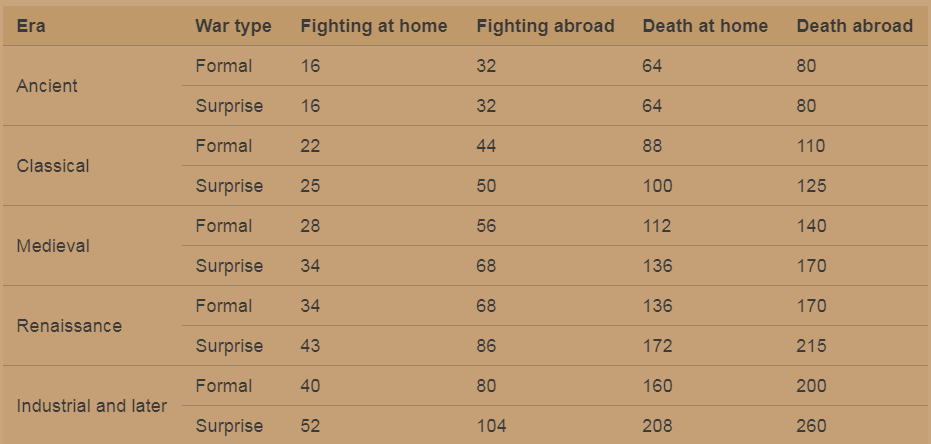 Era War type Fighting at home Fighting abroad Death at home Death abroad
Ancient Formal 16 32 64 80
Surprise 16 32 64 80
Classical Formal 22 44 88 110
Surprise 25 50 100 125
Medieval Formal 28 56 112 140
Surprise 34 68 136 170
Renaissance Formal 34 68 136 170
Surprise 43 86 172 215
Industrial and later Formal 40 80 160 200
Surprise 52 104 208 260